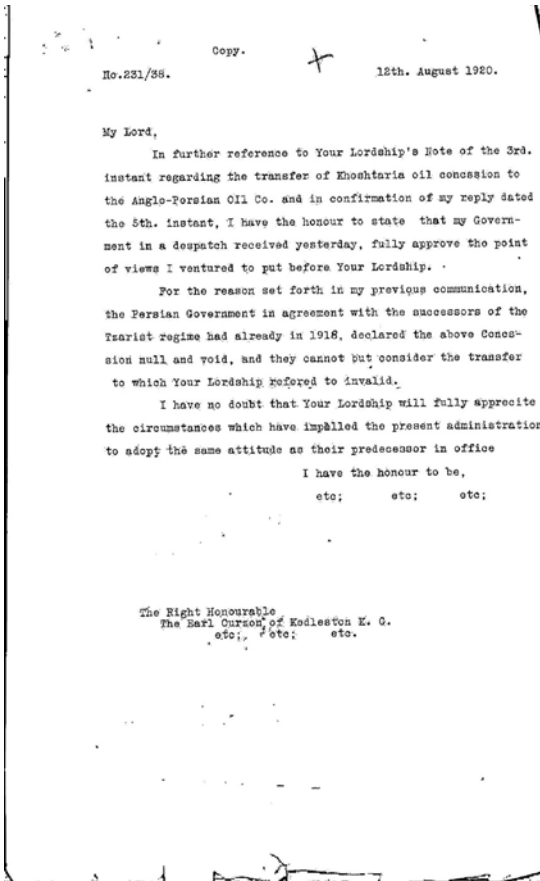 Copy.
No.231/38. 12th. August 1920.
My Lord,
In further reference to Your Lordship's Note of the 3rd.
instant regarding the transfer of Khoshtaria oil concession to
the Anglo-Persian OIl Co. and in confirmation of my reply dated
the 5th. instant, I have the honour to state that my Govern-
ment in a despatch received yesterday, fully approve the point
of views I ventured to put before Your Lordship.
For the reason set forth in my previous communication,
the Persian Government in agreement with the successors of the
Tzarist regime had already in 1918, declared the above Conces-
sion null and void, and they cannot but consider the transfer
to which Your Lordship refered to invalid.
I have no doubt that Your Lordship will fully apprecite
the circumstances which have impelled the present administration
to adopt the same attitude as their predecessor in office
I have the honour to be,
etc; etc; etc;
The Right Honourable
The Earl Curzon of Kedleston K. G.
etc;, etc; etc.